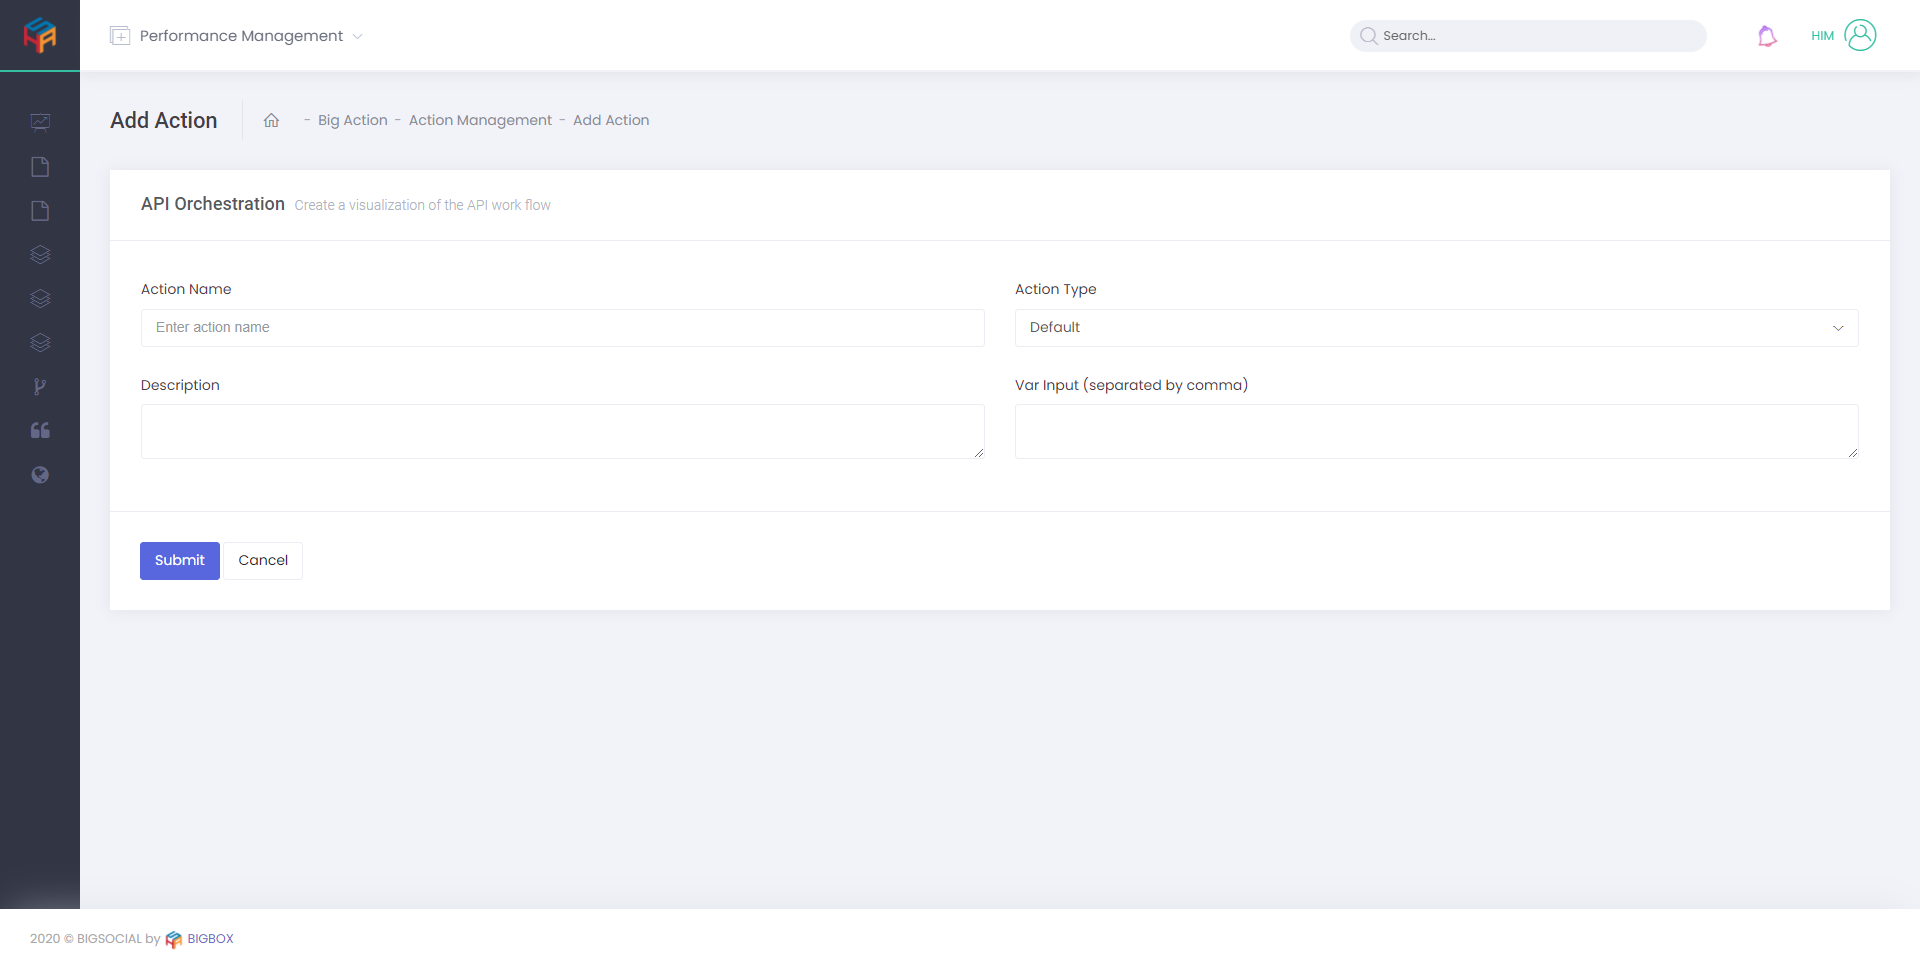 Performance Management
Search...
HIM
Add Action
- Big Action - Action Management - Add Action
API Orchestration Create a visualization of the API work flow
Action Name
Action Type
Enter action name
Default
Description
Var Input (separated by comma)
Submit
Cancel
2020 © BIGSOCIAL by BIGBOX